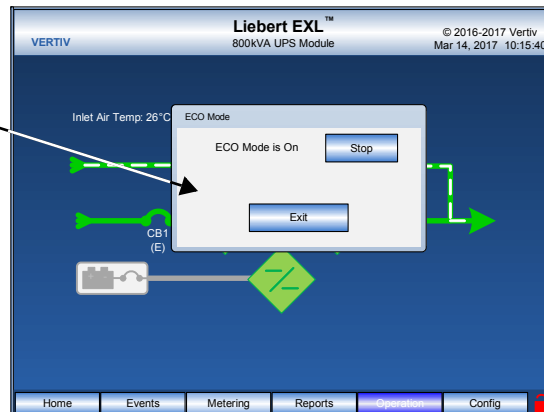 Liebert EXL™
VERTIV
800kVA UPS Module
© 2016-2017 Vertiv
Mar 14, 2017 10:15:40
Inlet Air Temp: 26°C
ECO Mode
ECO Mode is On
Stop
Exit
CB1
(E)
Home
Events
Metering
Reports
Operation
Config